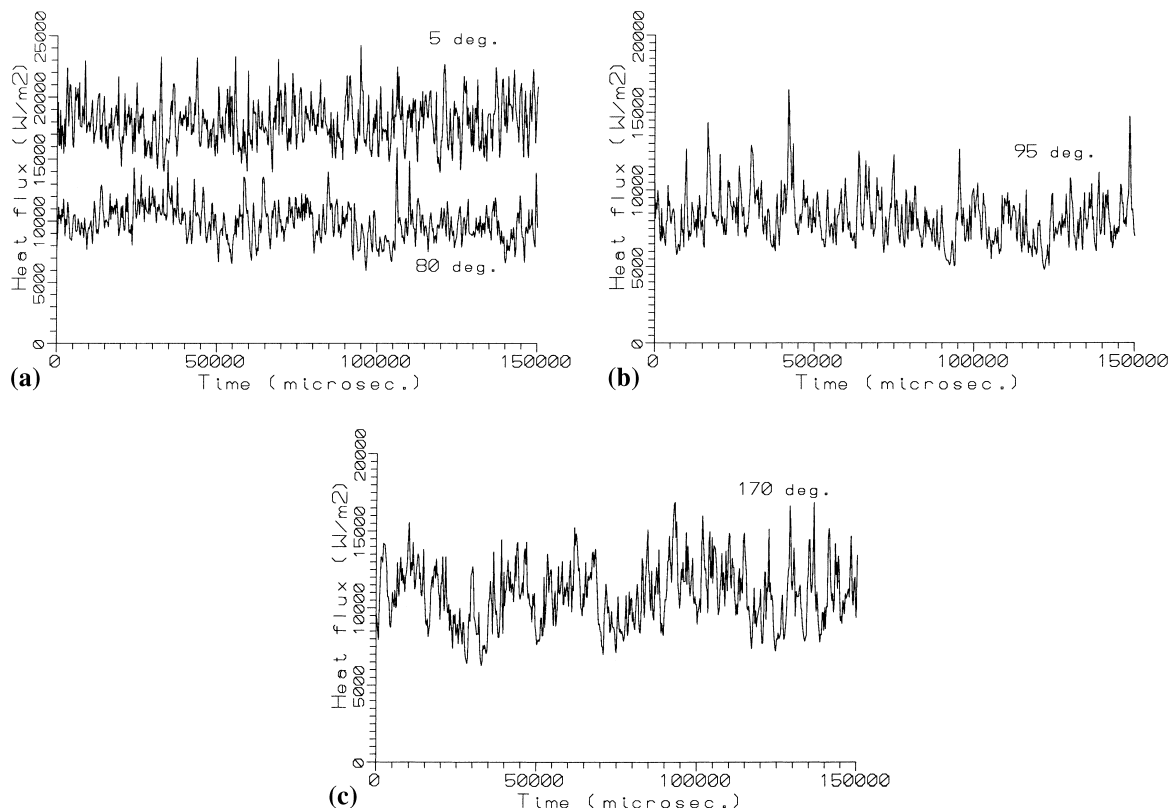 25000
20000
15000
10000
5000
0
Heat flux (W/m2)
5 deg.
80 deg.
0 50000 100000 150000
Time (microsec.)
(a)
20000
15000
10000
5000
0
Heat flux (W/m2)
95 deg.
0 50000 100000 150000
Time (microsec.)
(b)
20000
15000
10000
5000
0
Heat flux (W/m2)
170 deg.
0 50000 100000 150000
Time (microsec.)
(c)